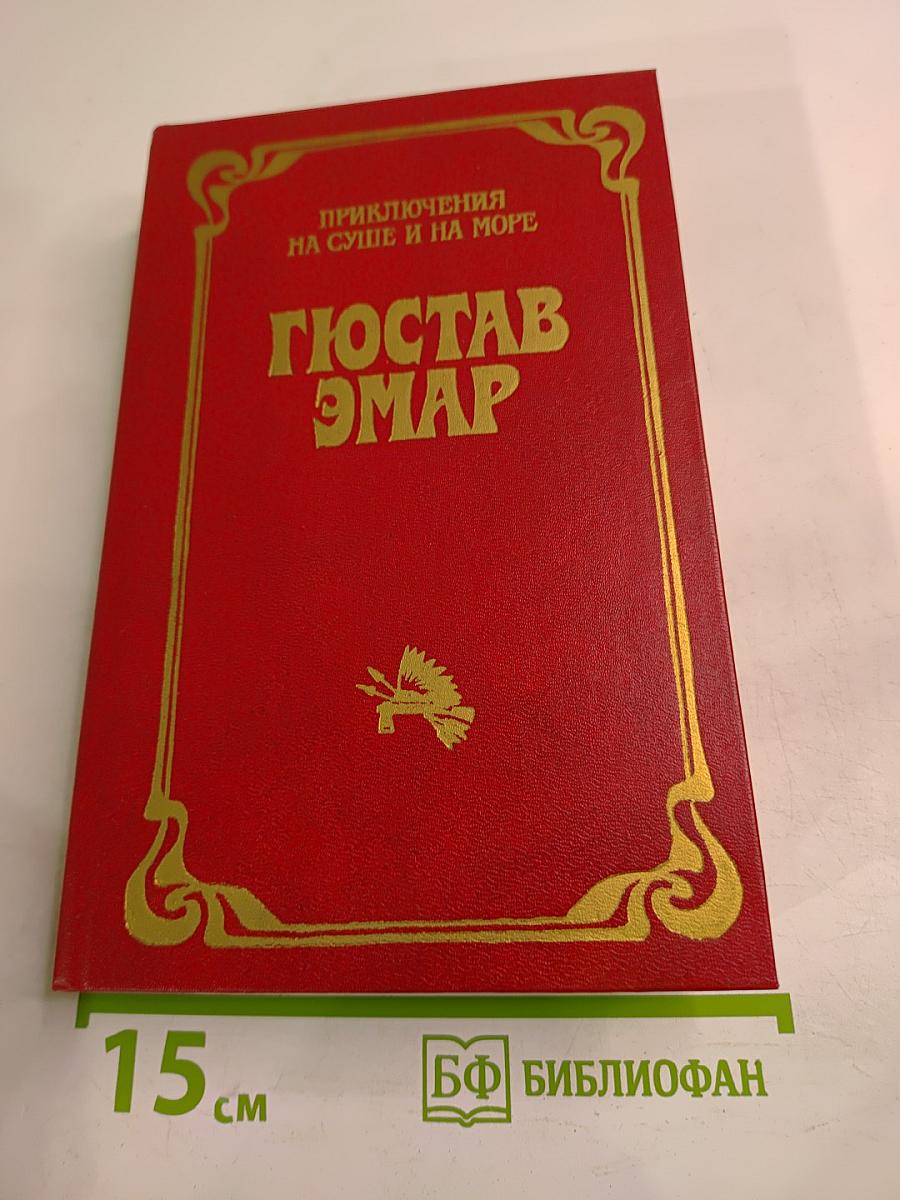 ПРИКЛЮЧЕНИЯ
НА СУШЕ И НА МОРЕ
ГЮСТАВ
ЭМАР
15 см
БФ БИБЛИОФАН